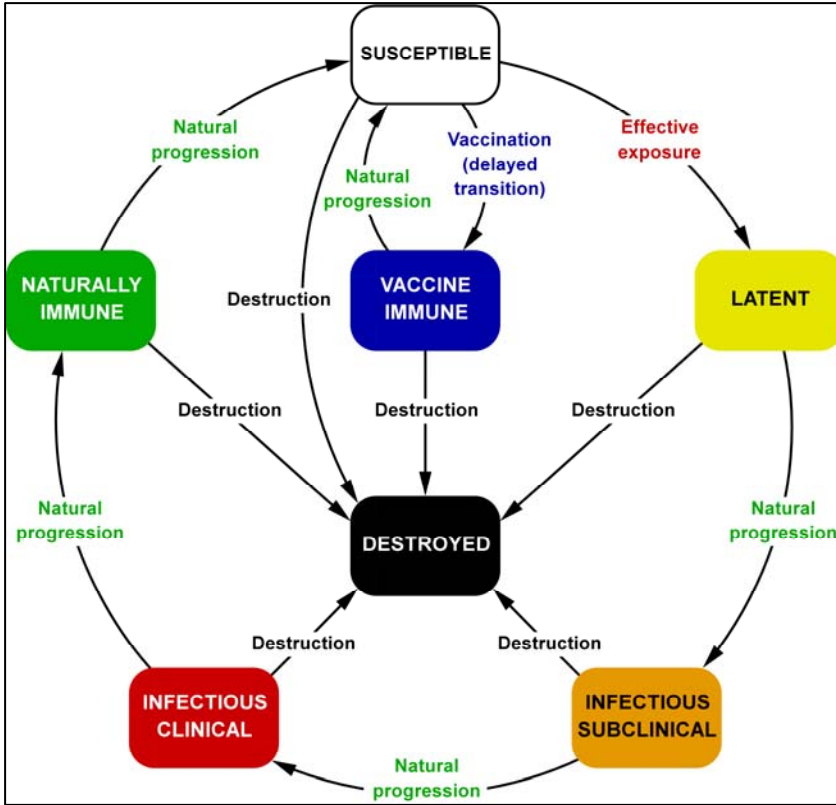 SUSCEPTIBLE
Natural
progression
Vaccination
(delayed
transition)
Effective
exposure
Natural
progression
NATURALLY
IMMUNE
Destruction
VACCINE
IMMUNE
LATENT
Destruction
Destruction
Destruction
Natural
progression
DESTROYED
Natural
progression
Destruction
Destruction
INFECTIOUS
CLINICAL
INFECTIOUS
SUBCLINICAL
Natural
progression